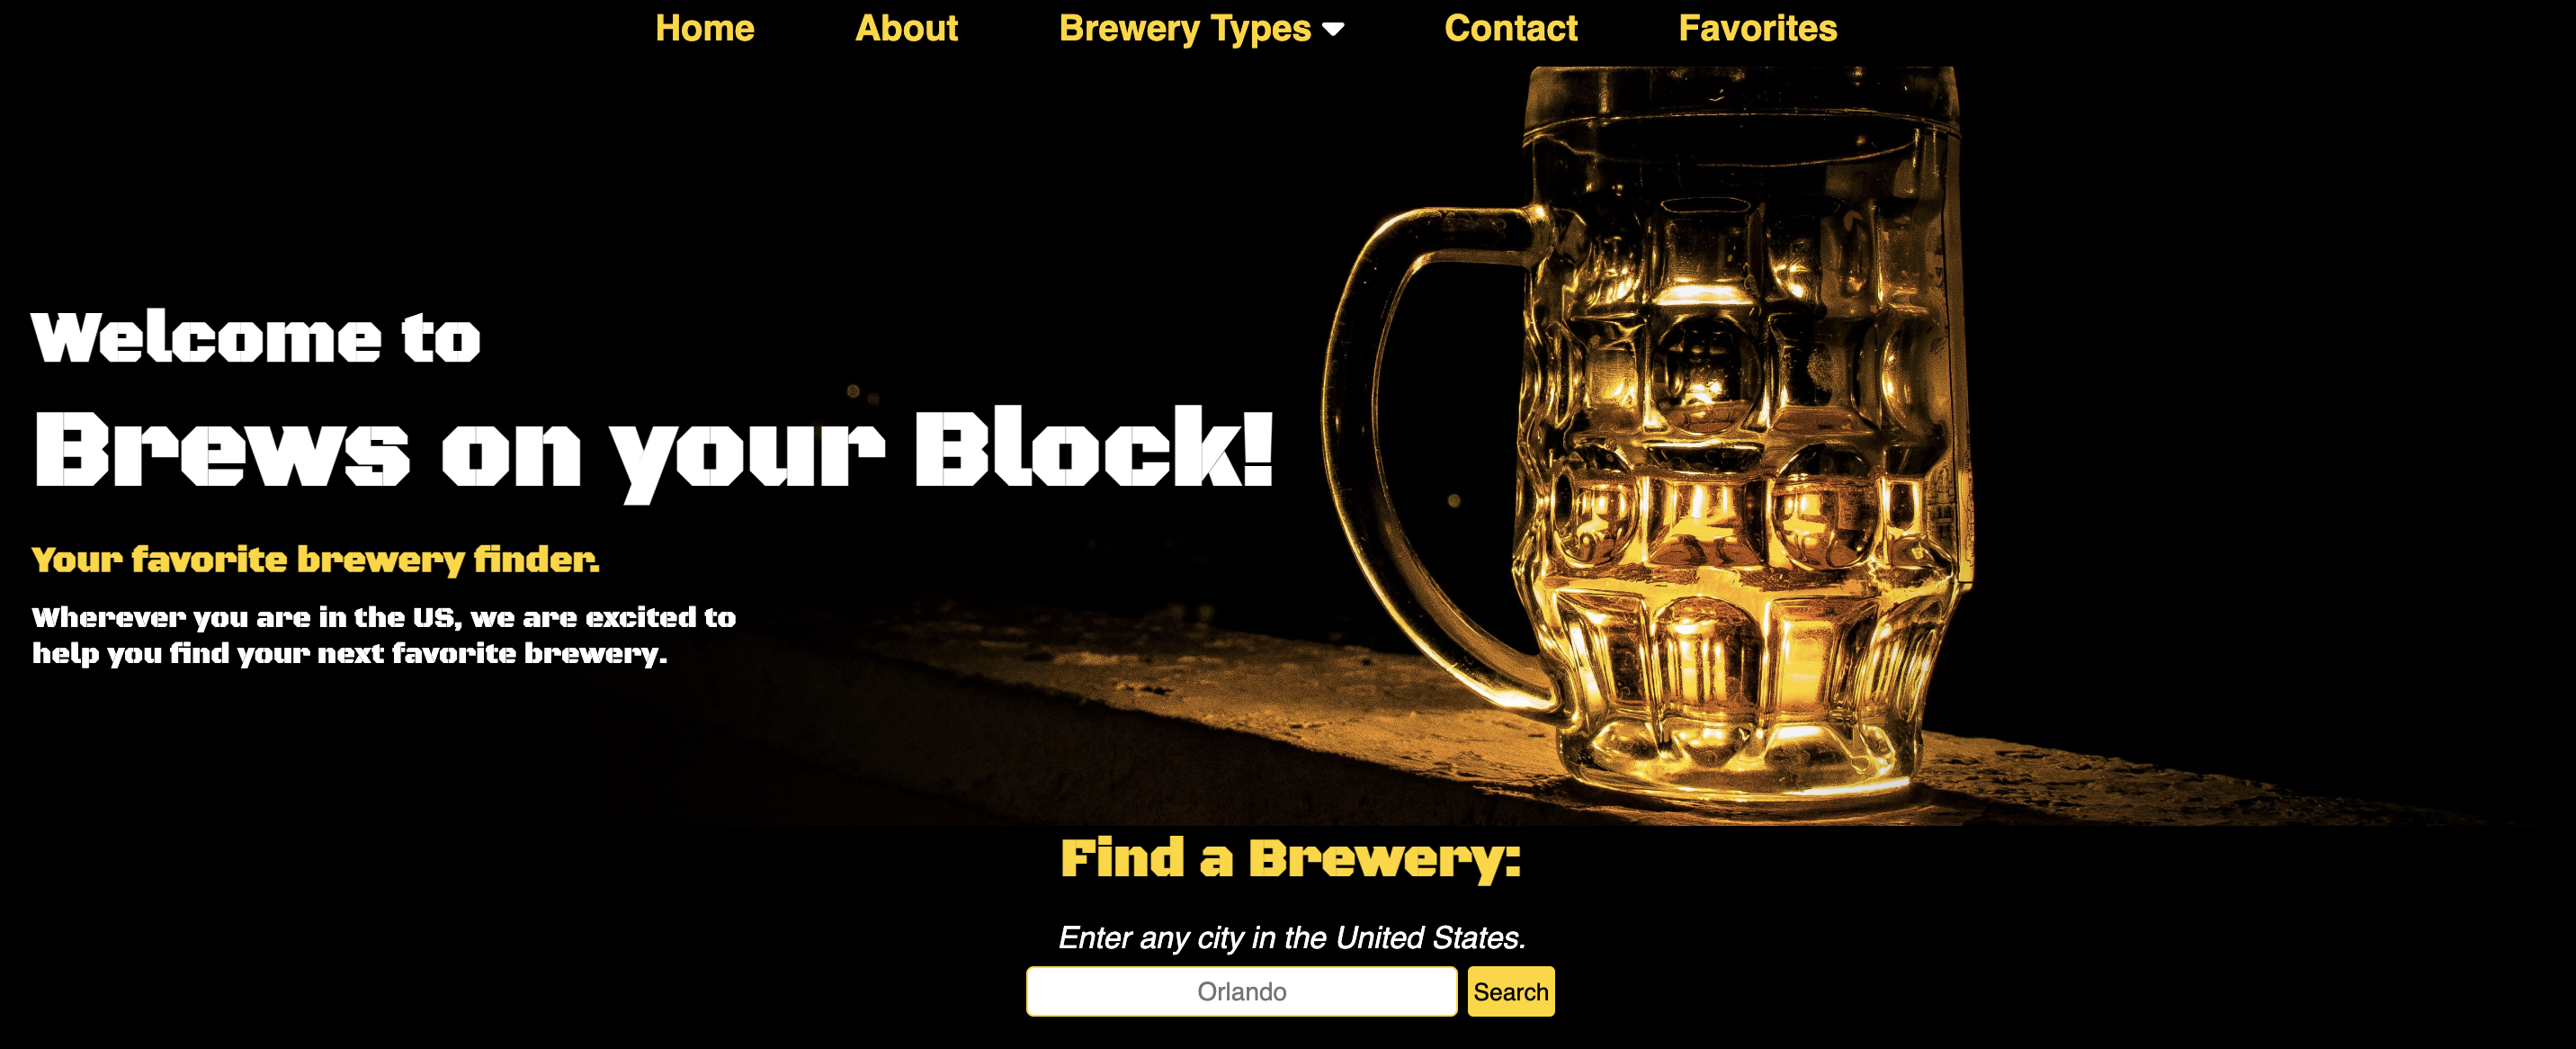 Home About Brewery Types Contact Favorites
Welcome to
Brews on your Block!
Your favorite brewery finder.
Wherever you are in the US, we are excited to
help you find your next favorite brewery.
Find a Brewery:
Enter any city in the United States.
Orlando Search